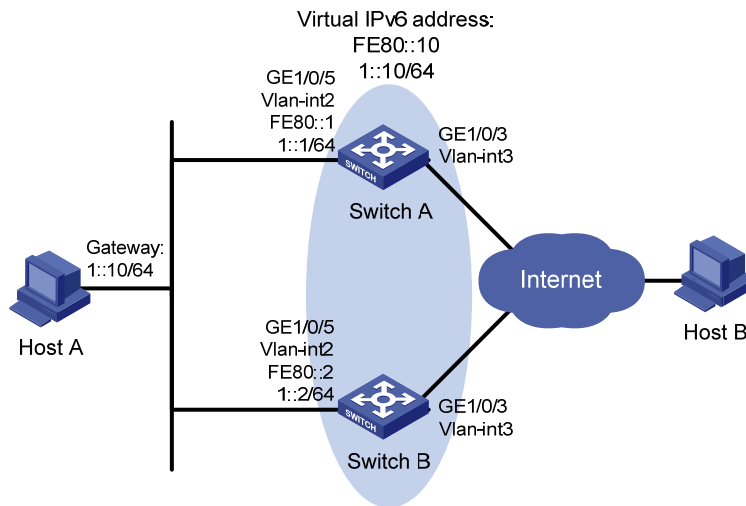 Virtual IPv6 address:
FE80::10
1::10/64
GE1/0/5
Vlan-int2
FE80::1
1::1/64
GE1/0/3
Vlan-int3
SWITCH
Switch A
Gateway:
1::10/64
Host A
Internet
Host B
GE1/0/5
Vlan-int2
FE80::2
1::2/64
GE1/0/3
Vlan-int3
SWITCH
Switch B